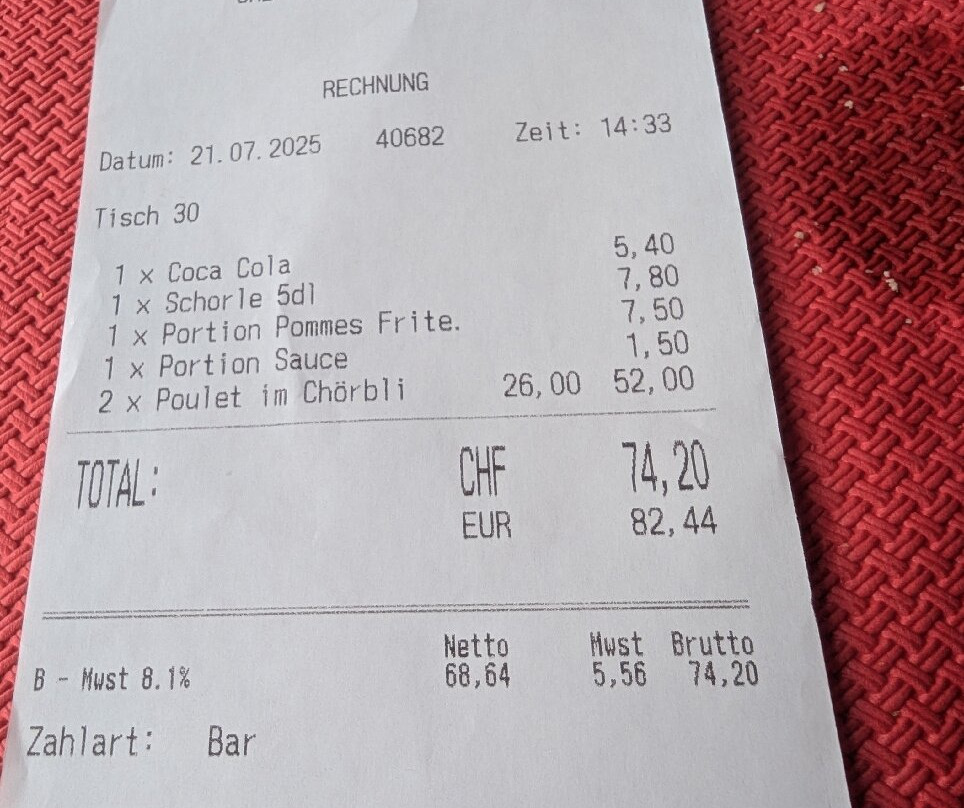 RECHNUNG
Datum: 21.07.2025 40682 Zeit: 14:33
Tisch 30
1 x Coca Cola 5,40
1 x Schorle 5dl 7,80
1 x Portion Pommes Frite. 7,50
1 x Portion Sauce 1,50
2 x Poulet im Chörbli 26,00 52,00
TOTAL: CHF 74,20
EUR 82,44
Netto Mwst Brutto
B - Mwst 8.1% 68,64 5,56 74,20
Zahlart: Bar